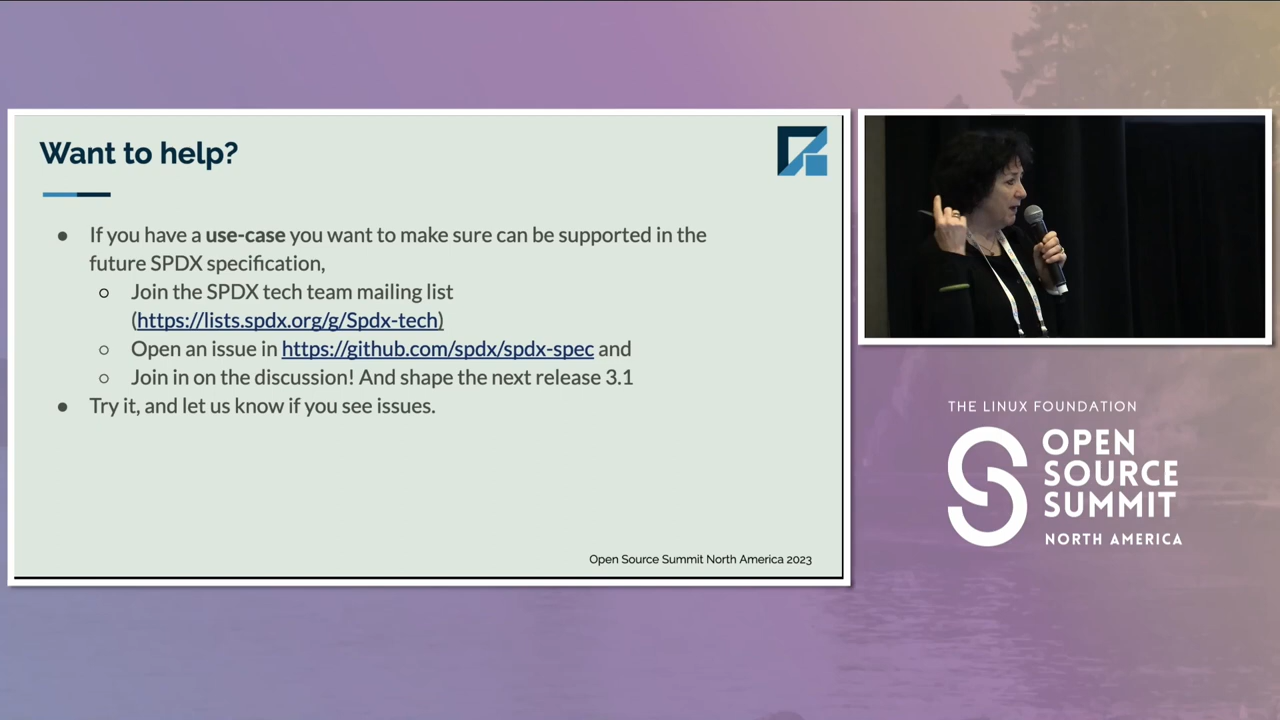 Want to help?
● If you have a use-case you want to make sure can be supported in the
future SPDX specification,
○ Join the SPDX tech team mailing list
(https://lists.spdx.org/g/Spdx-tech)
○ Open an issue in https://github.com/spdx/spdx-spec and
○ Join in on the discussion! And shape the next release 3.1
● Try it, and let us know if you see issues.
Open Source Summit North America 2023
THE LINUX FOUNDATION
OPEN
SOURCE
SUMMIT
NORTH AMERICA